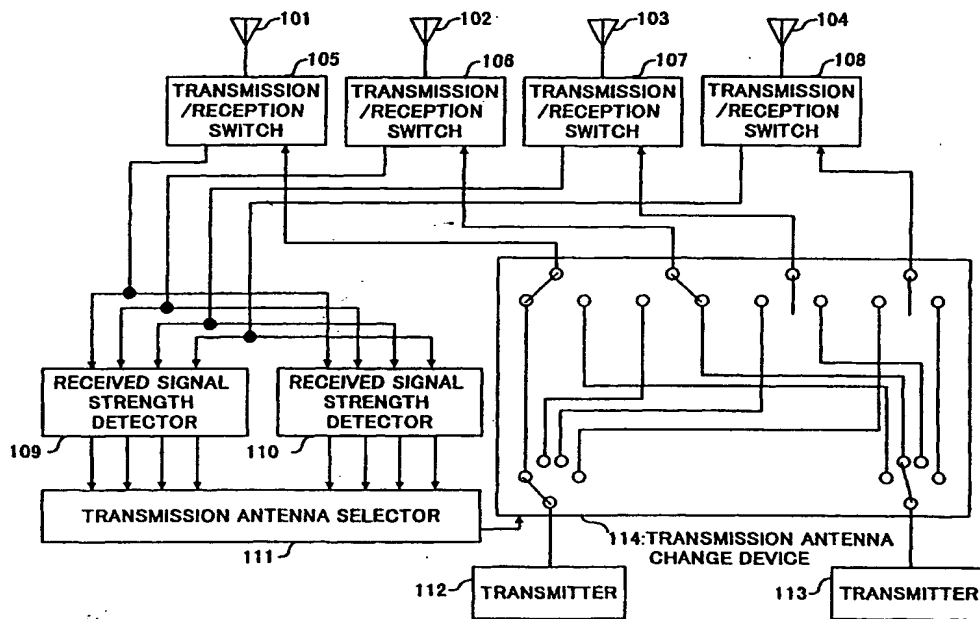 101
102
103
104
105
106
107
108
TRANSMISSION
/RECEPTION
SWITCH
TRANSMISSION
/RECEPTION
SWITCH
TRANSMISSION
/RECEPTION
SWITCH
TRANSMISSION
/RECEPTION
SWITCH
RECEIVED SIGNAL
STRENGTH
DETECTOR
RECEIVED SIGNAL
STRENGTH
DETECTOR
109
110
TRANSMISSION ANTENNA SELECTOR
111
114:TRANSMISSION ANTENNA
CHANGE DEVICE
112
TRANSMITTER
113
TRANSMITTER